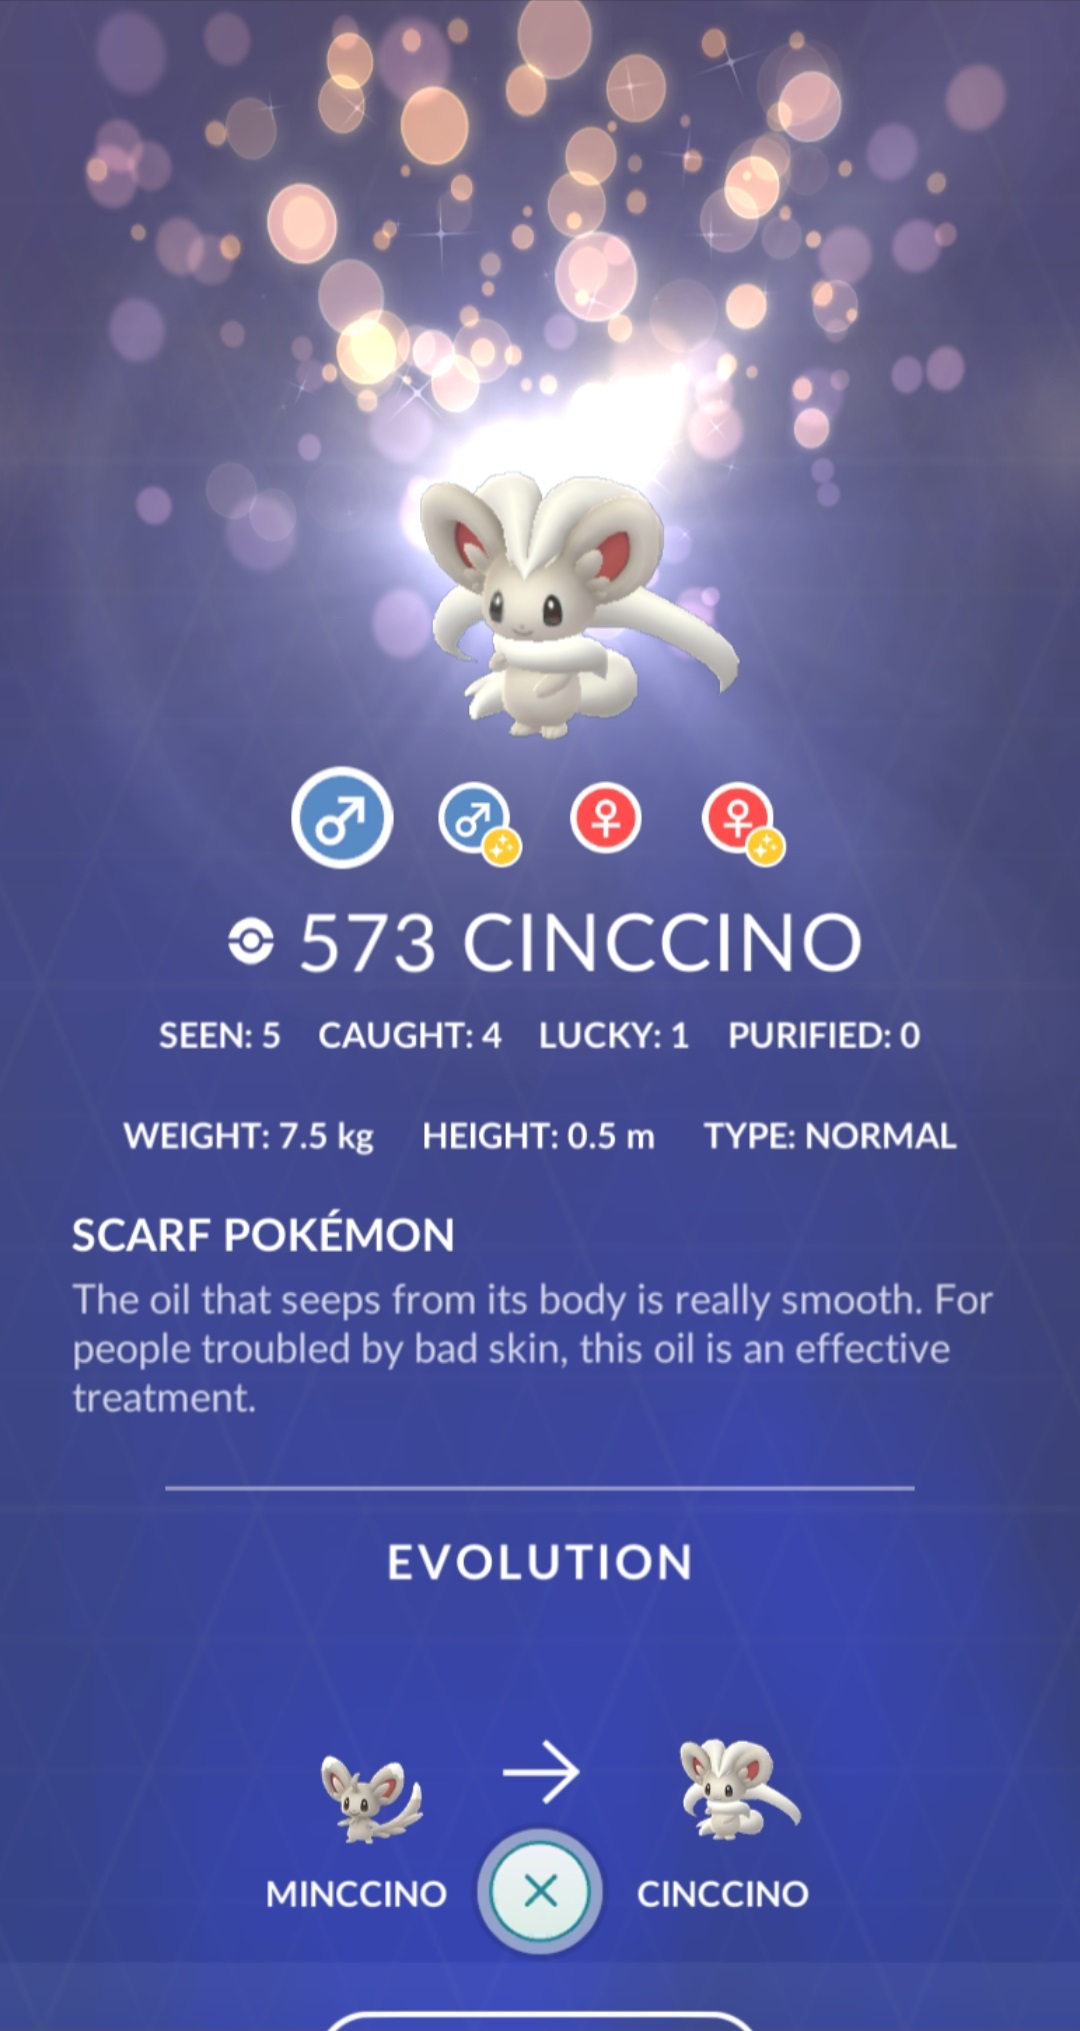 573 CINCCINO
SEEN: 5 CAUGHT: 4 LUCKY: 1 PURIFIED: 0
WEIGHT: 7.5 kg HEIGHT: 0.5 m TYPE: NORMAL
SCARF POKÉMON
The oil that seeps from its body is really smooth. For
people troubled by bad skin, this oil is an effective
treatment.
EVOLUTION
MINCCINO CINCCINO